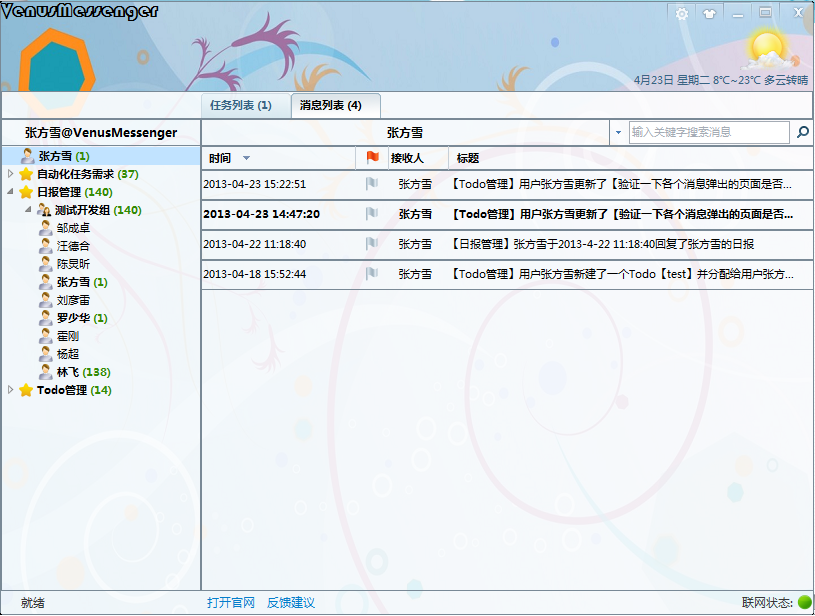 VenusMessenger
4月23日 星期二 8℃~23℃ 多云转晴
任务列表 (1) 消息列表 (4)
张方雪@VenusMessenger
张方雪
输入关键字搜索消息
张方雪 (1)
自动化任务需求 (37)
日报管理 (140)
测试开发组 (140)
邹成卓
汪德合
陈炅昕
张方雪 (1)
刘彦雷
罗少华 (1)
霍刚
杨超
林飞 (138)
Todo管理 (14)
时间 接收人 标题
2013-04-23 15:22:51 张方雪 【Todo管理】用户张方雪更新了【验证一下各个消息弹出的页面是否...
2013-04-23 14:47:20 张方雪 【Todo管理】用户张方雪更新了【验证一下各个消息弹出的页面是否...
2013-04-22 11:18:40 张方雪 【日报管理】张方雪于2013-4-22 11:18:40回复了张方雪的日报
2013-04-18 15:52:44 张方雪 【Todo管理】用户张方雪新建了一个Todo【test】并分配给用户张方...
就绪 打开官网 反馈建议 联网状态: